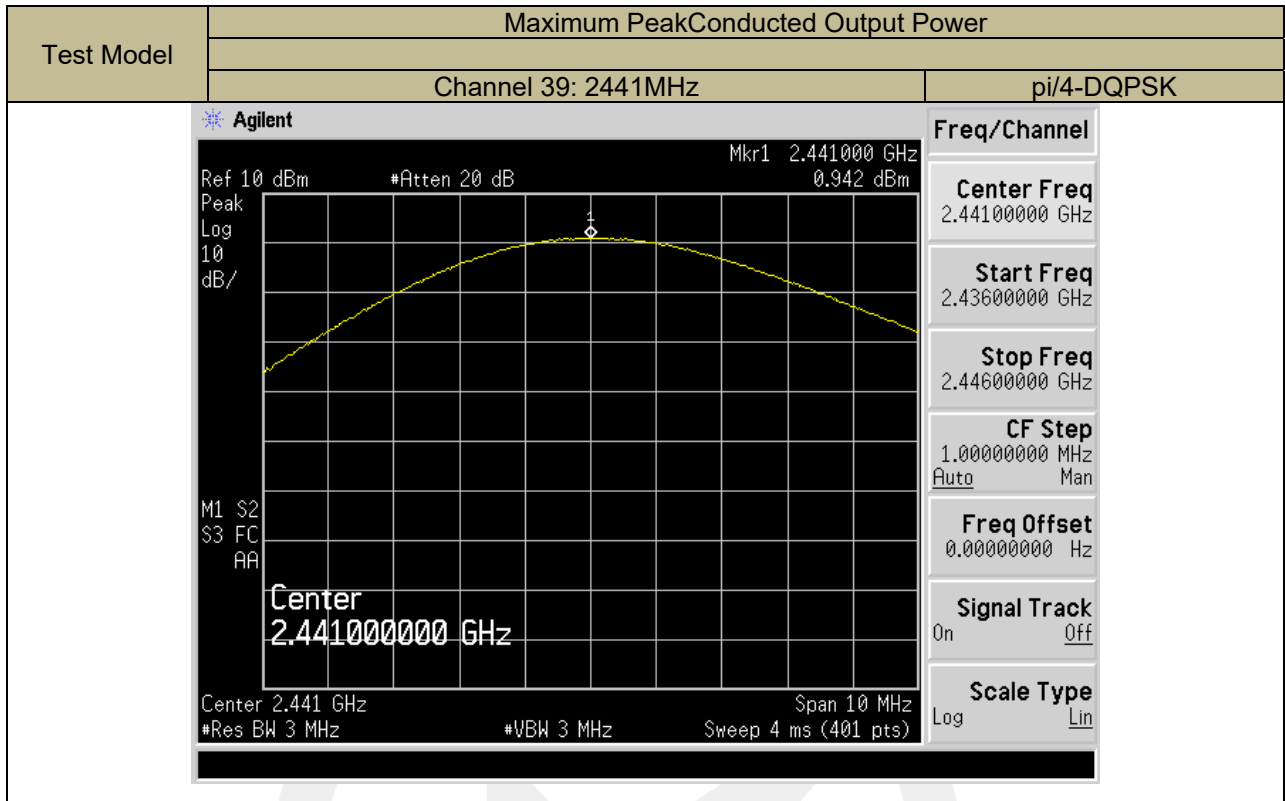 Test Model
Maximum PeakConducted Output Power
Channel 39: 2441MHz
pi/4-DQPSK
Agilent
Freq/Channel
Mkr1 2.441000 GHz
Ref 10 dBm #Atten 20 dB 0.942 dBm
Peak
Log
10
dB/
1
Center Freq
2.44100000 GHz
Start Freq
2.43600000 GHz
Stop Freq
2.44600000 GHz
CF Step
1.00000000 MHz
Auto Man
M1 S2
S3 FC
AA
Freq Offset
0.00000000 Hz
Center
2.441000000 GHz
Signal Track
On Off
Scale Type
Log Lin
Center 2.441 GHz Span 10 MHz
#Res BW 3 MHz #VBW 3 MHz Sweep 4 ms (401 pts)